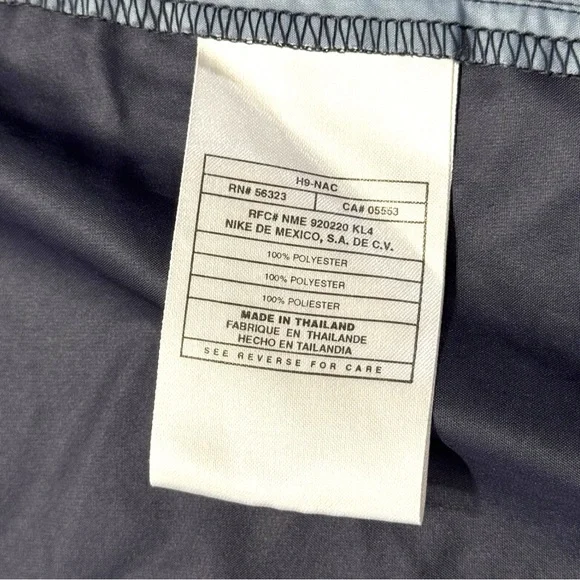 H9-NAC
RN# 56323 CA# 05553
RFC# NME 920220 KL4
NIKE DE MEXICO, S.A. DE C.V.
100% POLYESTER
100% POLYESTER
100% POLIESTER
MADE IN THAILAND
FABRIQUE EN THAILANDE
HECHO EN TAILANDIA
SEE REVERSE FOR CARE